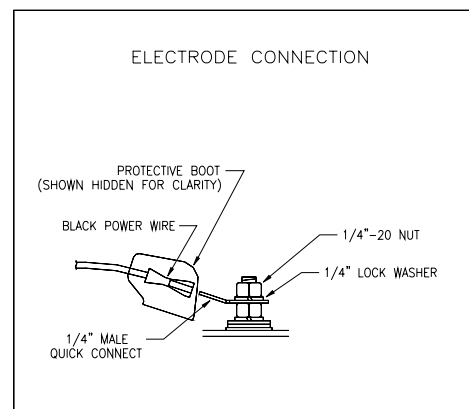 ELECTRODE CONNECTION
PROTECTIVE BOOT
(SHOWN HIDDEN FOR CLARITY)
BLACK POWER WIRE
1/4"-20 NUT
1/4" LOCK WASHER
1/4" MALE
QUICK CONNECT